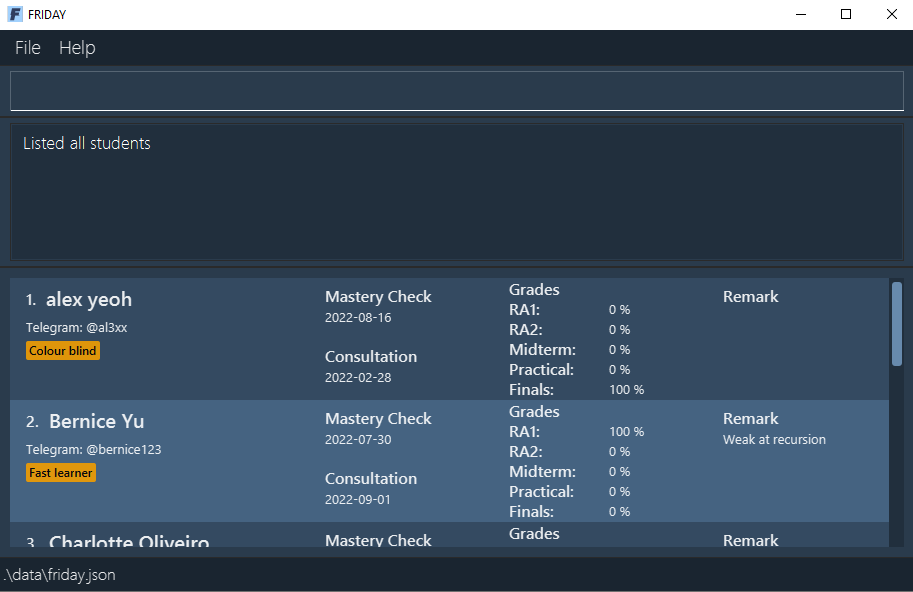 FRIDAY
File Help
Listed all students
1. alex yeoh
Telegram: @al3xx
Colour blind
Mastery Check
2022-08-16
Consultation
2022-02-28
Grades
RA1: 0 %
RA2: 0 %
Midterm: 0 %
Practical: 0 %
Finals: 100 %
Remark
2. Bernice Yu
Telegram: @bernice123
Fast learner
Mastery Check
2022-07-30
Consultation
2022-09-01
Grades
RA1: 100 %
RA2: 0 %
Midterm: 0 %
Practical: 0 %
Finals: 0 %
Remark
Weak at recursion
3. Charlotte Oliveiro
Mastery Check
Grades
Remark
.\data\friday.json